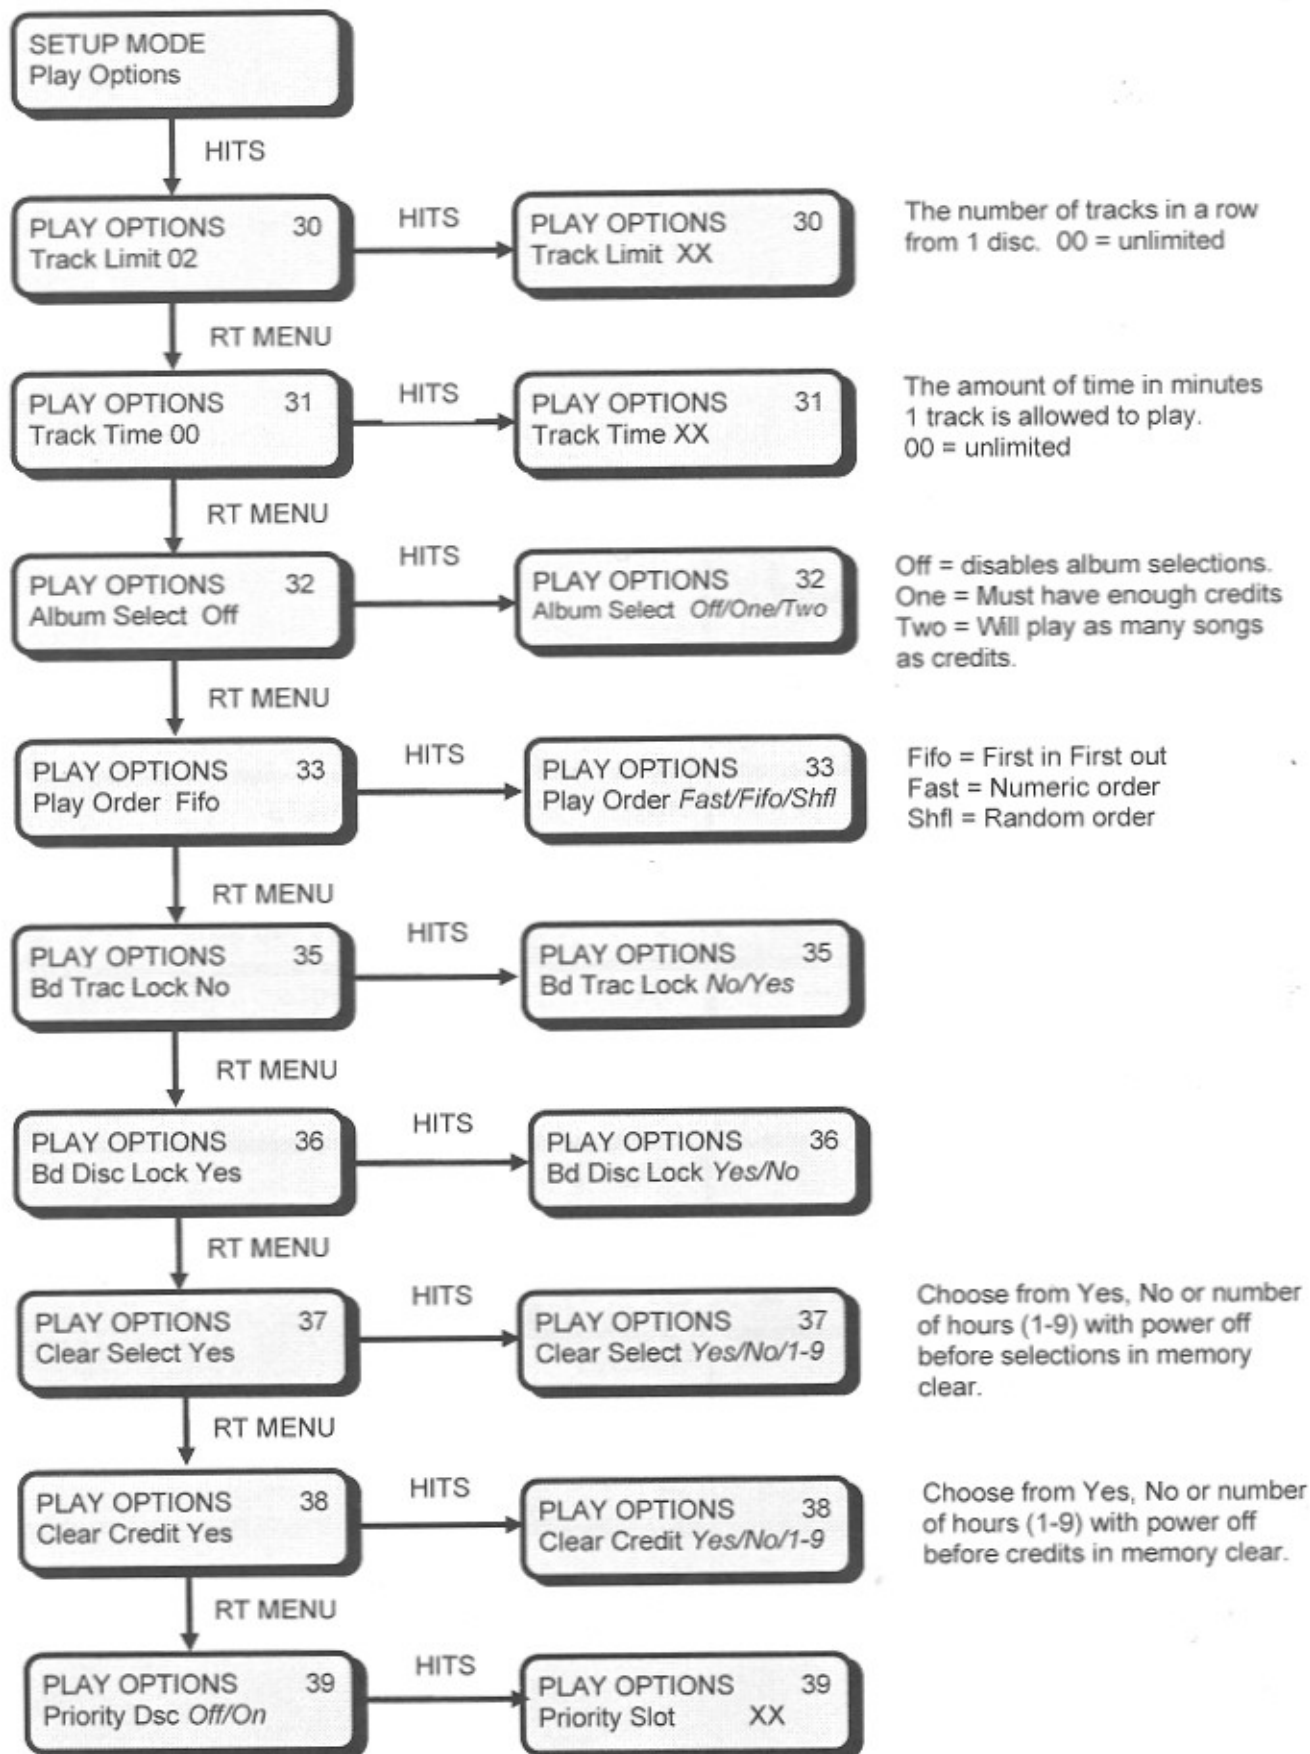 SETUP MODE
Play Options
HITS
PLAY OPTIONS 30
Track Limit 02
HITS
PLAY OPTIONS 30
Track Limit XX
The number of tracks in a row
from 1 disc. 00 = unlimited
RT MENU
PLAY OPTIONS 31
Track Time 00
HITS
PLAY OPTIONS 31
Track Time XX
The amount of time in minutes
1 track is allowed to play.
00 = unlimited
RT MENU
PLAY OPTIONS 32
Album Select Off
HITS
PLAY OPTIONS 32
Album Select Off/One/Two
Off = disables album selections.
One = Must have enough credits
Two = Will play as many songs
as credits.
RT MENU
PLAY OPTIONS 33
Play Order Fifo
HITS
PLAY OPTIONS 33
Play Order Fast/Fifo/Shfl
Fifo = First in First out
Fast = Numeric order
Shfl = Random order
RT MENU
PLAY OPTIONS 35
Bd Trac Lock No
HITS
PLAY OPTIONS 35
Bd Trac Lock No/Yes
RT MENU
PLAY OPTIONS 36
Bd Disc Lock Yes
HITS
PLAY OPTIONS 36
Bd Disc Lock Yes/No
RT MENU
PLAY OPTIONS 37
Clear Select Yes
HITS
PLAY OPTIONS 37
Clear Select Yes/No/1-9
Choose from Yes, No or number
of hours (1-9) with power off
before selections in memory
clear.
RT MENU
PLAY OPTIONS 38
Clear Credit Yes
HITS
PLAY OPTIONS 38
Clear Credit Yes/No/1-9
Choose from Yes, No or number
of hours (1-9) with power off
before credits in memory clear.
RT MENU
PLAY OPTIONS 39
Priority Dsc Off/On
HITS
PLAY OPTIONS 39
Priority Slot XX